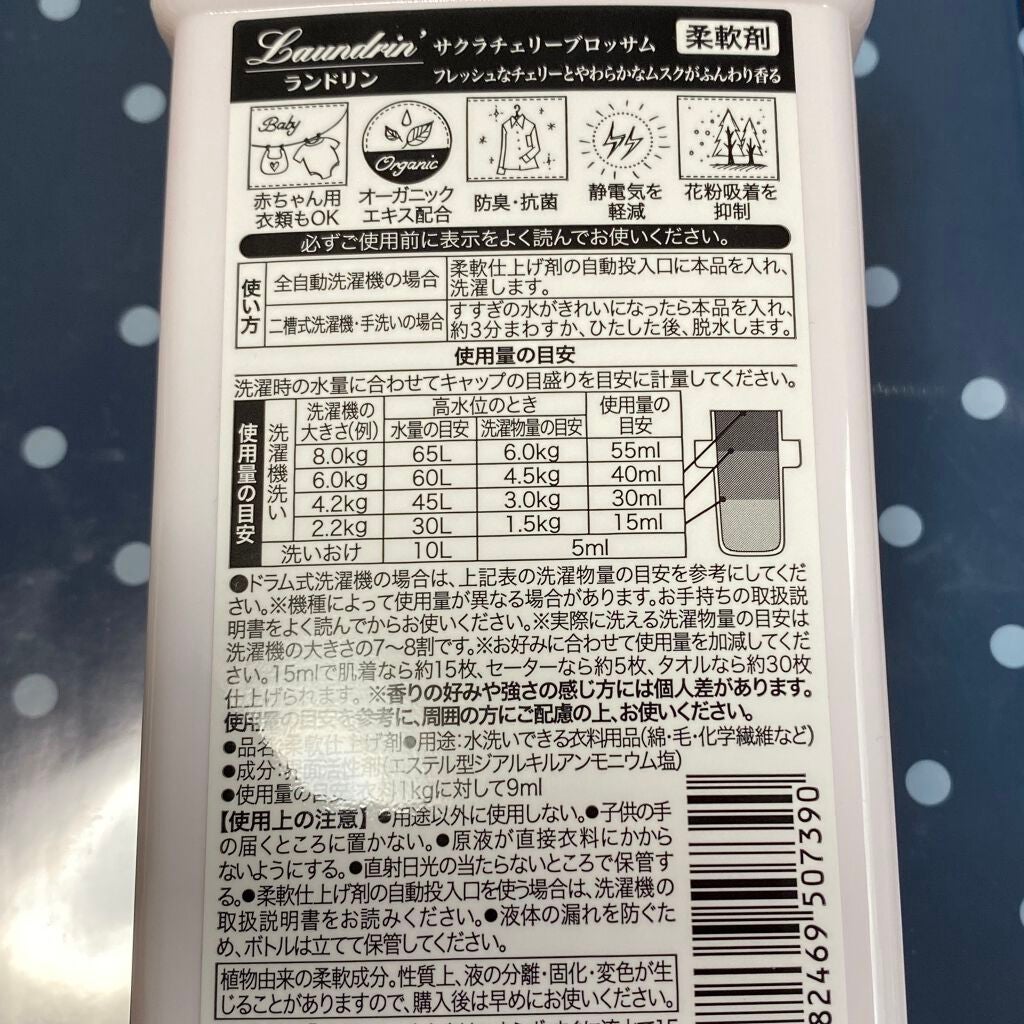 Laundrin' サクラチェリーブロッサム 柔軟剤
ランドリン フレッシュなチェリーとやわらかなムスクがふんわり香る
Baby
Organic
赤ちゃん用
衣類もOK
オーガニック
エキス配合
防臭・抗菌
静電気を
軽減
花粉吸着を
抑制
必ずご使用前に表示をよく読んでお使いください。
使い方
全自動洗濯機の場合
柔軟仕上げ剤の自動投入口に本品を入れ、
洗濯します。
二槽式洗濯機・手洗いの場合
すすぎの水がきれいになったら本品を入れ、
約3分まわすか、ひたした後、脱水します。
使用量の目安
洗濯時の水量に合わせてキャップの目盛りを目安に計量してください。
使用量の目安
洗濯機洗い
洗濯機の
大きさ(例)
高水位のとき
水量の目安 洗濯物量の目安
使用量の
目安
8.0kg 65L 6.0kg 55ml
6.0kg 60L 4.5kg 40ml
4.2kg 45L 3.0kg 30ml
2.2kg 30L 1.5kg 15ml
洗いおけ 10L 5ml
●ドラム式洗濯機の場合は、上記表の洗濯物量の目安を参考にしてくだ
さい。※機種によって使用量が異なる場合があります。お手持ちの取扱説
明書をよく読んでからお使いください。※実際に洗える洗濯物量の目安は
洗濯機の大きさの7〜8割です。※お好みに合わせて使用量を加減してくだ
さい。15mlで肌着なら約15枚、セーターなら約5枚、タオルなら約30枚
仕上げられます。※香りの好みや強さの感じ方には個人差があります。
使用量の目安を参考に、周囲の方にご配慮の上、お使いください。
●品名:柔軟仕上げ剤●用途:水洗いできる衣料用品(綿・毛・化学繊維など)
●成分:界面活性剤(エステル型ジアルキルアンモニウム塩)
●使用量の目安:衣料1kgに対して9ml
【使用上の注意】●用途以外に使用しない。●子供の手
の届くところに置かない。●原液が直接衣料にかから
ないようにする。●直射日光の当たらないところで保管す
る。●柔軟仕上げ剤の自動投入口を使う場合は、洗濯機の
取扱説明書をお読みください。●液体の漏れを防ぐた
め、ボトルは立てて保管してください。
植物由来の柔軟成分。性質上、液の分離・固化・変色が生
じることがありますので、購入後は早めにお使いください。
82469 507390